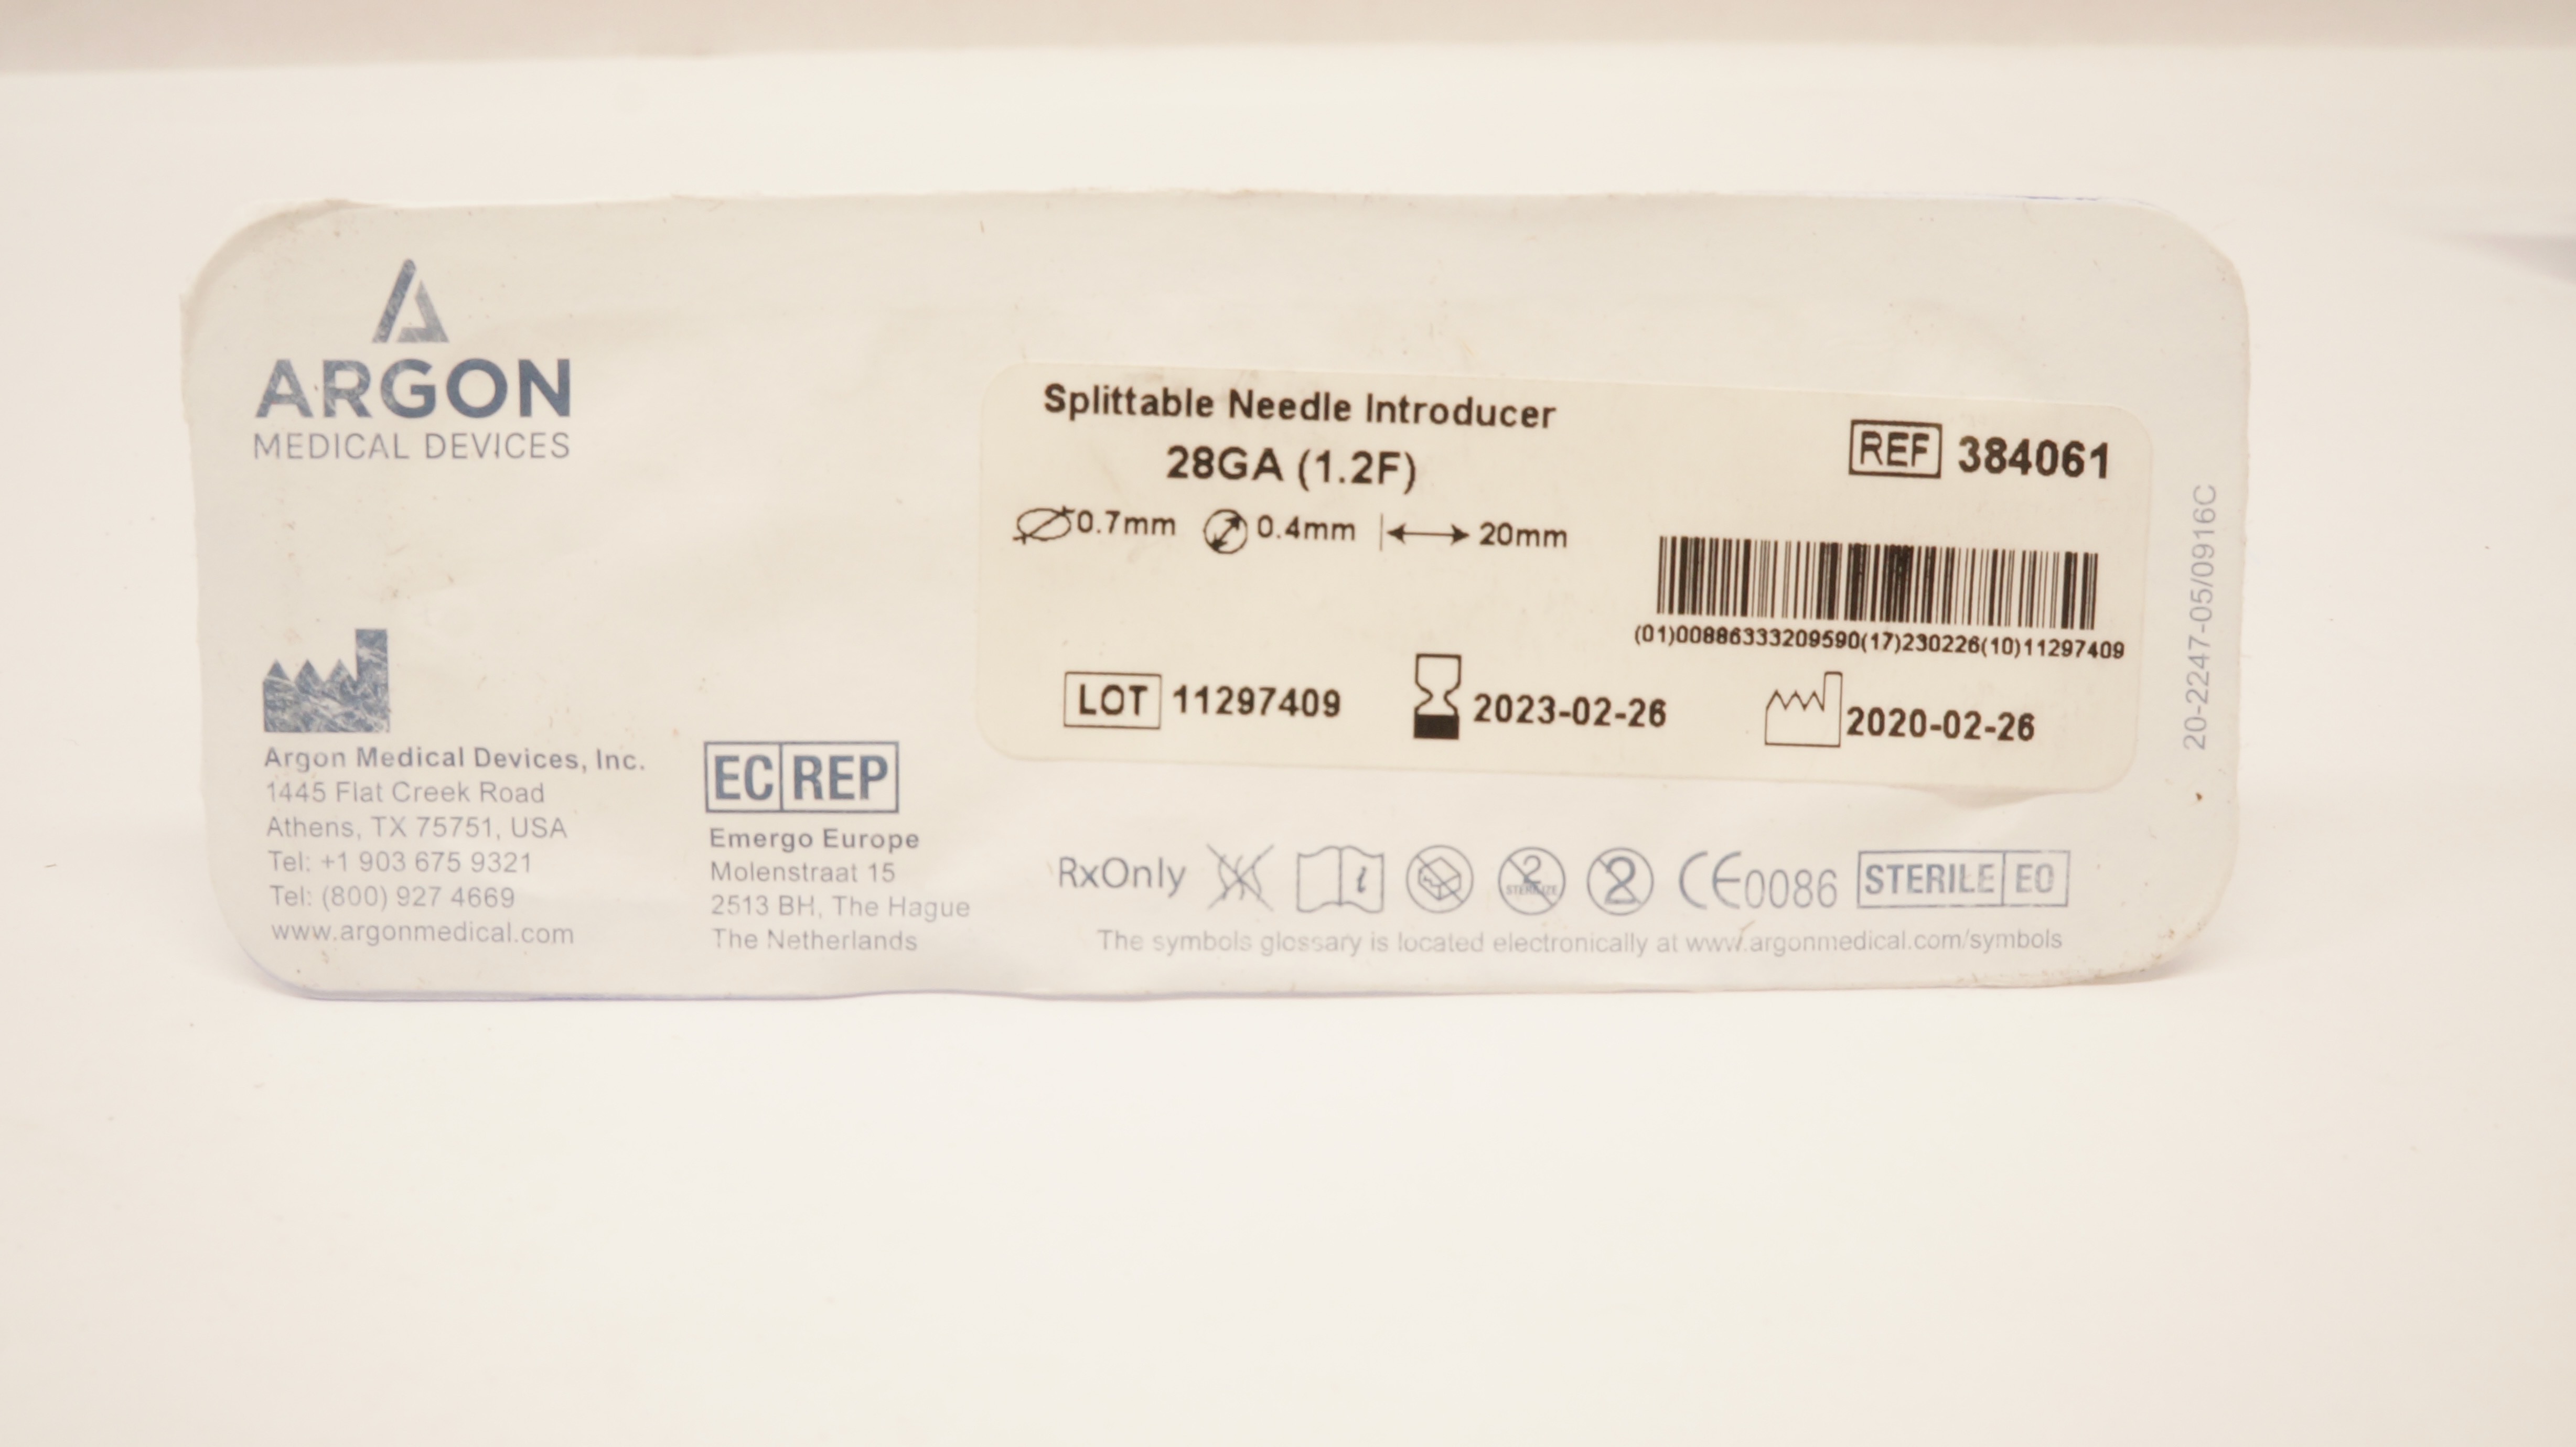 ARGON
MEDICAL DEVICES
Splittable Needle Introducer
28GA (1.2F)
0.7mm 0.4mm 20mm
REF 384061
(01)00886333209590(17)230226(10)11297409
LOT 11297409 2023-02-26 2020-02-26
20-2247-05/0916C
Argon Medical Devices, Inc.
1445 Flat Creek Road
Athens, TX 75751, USA
Tel: +1 903 675 9321
Tel: (800) 927 4669
www.argonmedical.com
EC REP
Emergo Europe
Molenstraat 15
2513 BH, The Hague
The Netherlands
RxOnly i 2 STERILIZE 2 CE0086 STERILE EO
The symbols glossary is located electronically at www.argonmedical.com/symbols